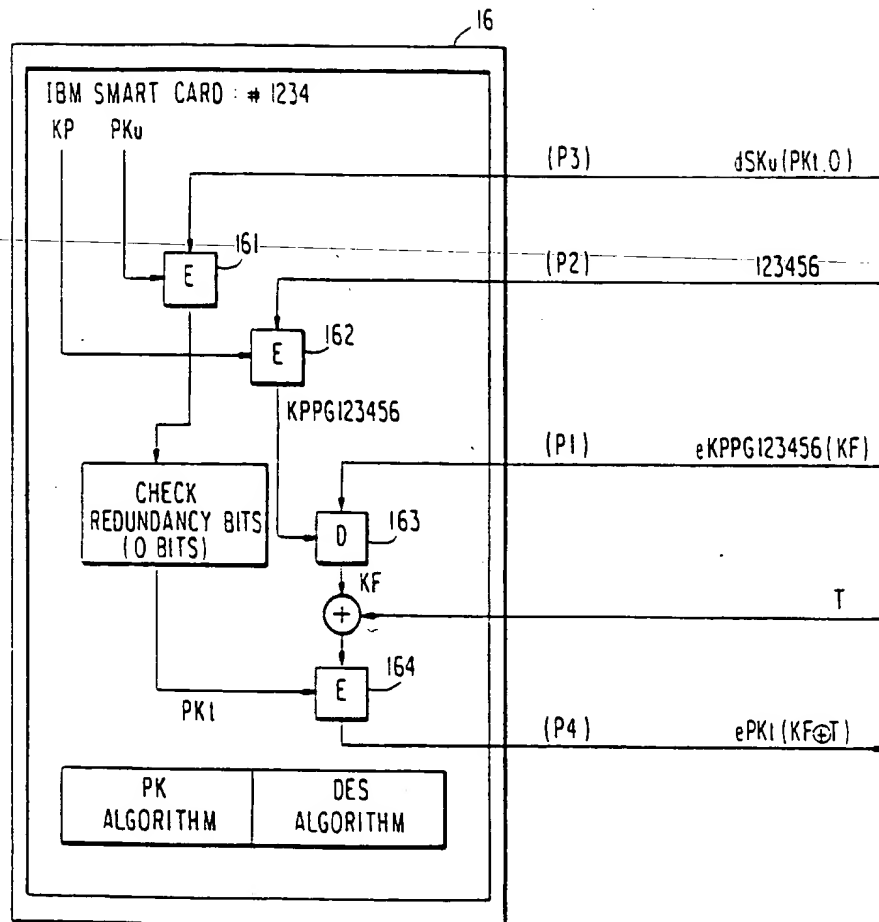 16
IBM SMART CARD : # 1234
KP PKu
(P3) dSKu(PKt,0)
161
E
(P2) 123456
162
E
KPPG123456
(P1) eKPPG123456(KF)
CHECK
REDUNDANCY BITS
(0 BITS)
163
D
KF
T
+
164
E
PKt
(P4) ePKt(KF⊕T)
PK
ALGORITHM
DES
ALGORITHM